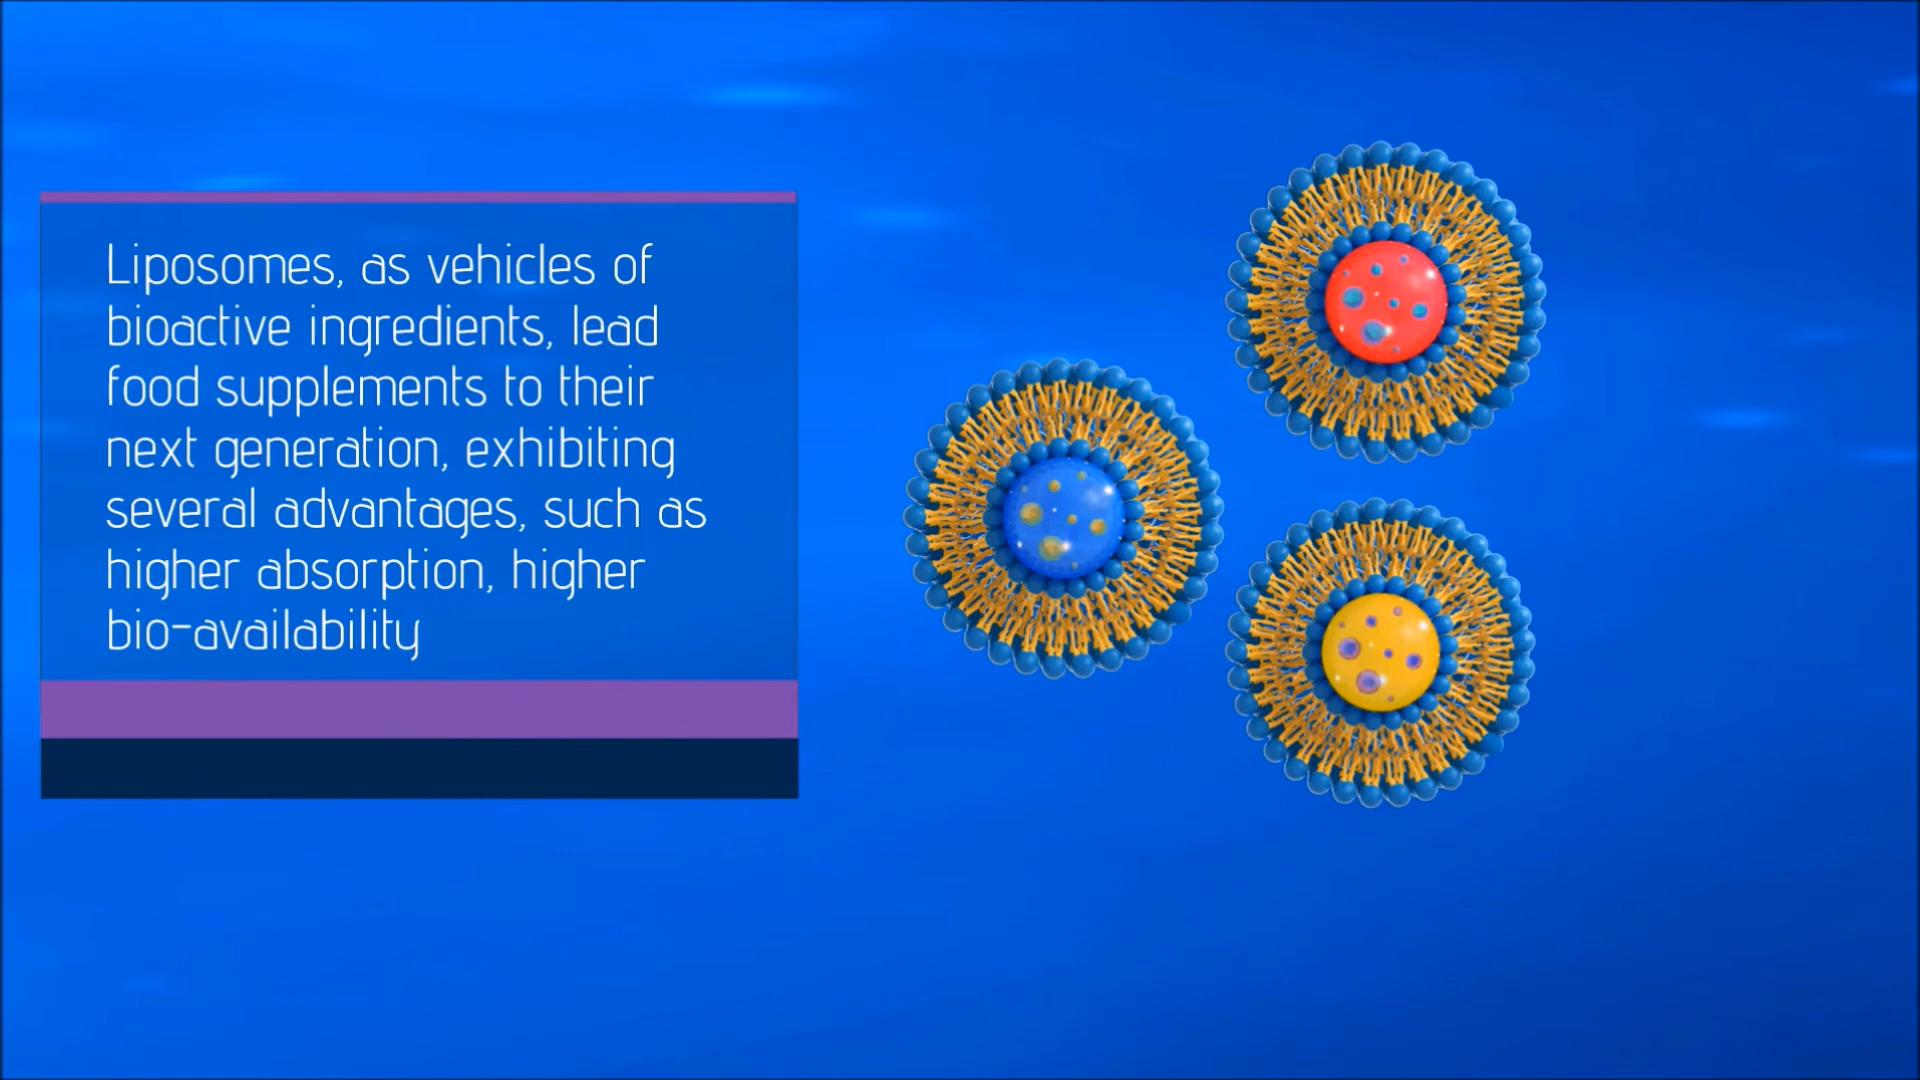 Liposomes, as vehicles of
bioactive ingredients, lead
food supplements to their
next generation, exhibiting
several advantages, such as
higher absorption, higher
bio-availability